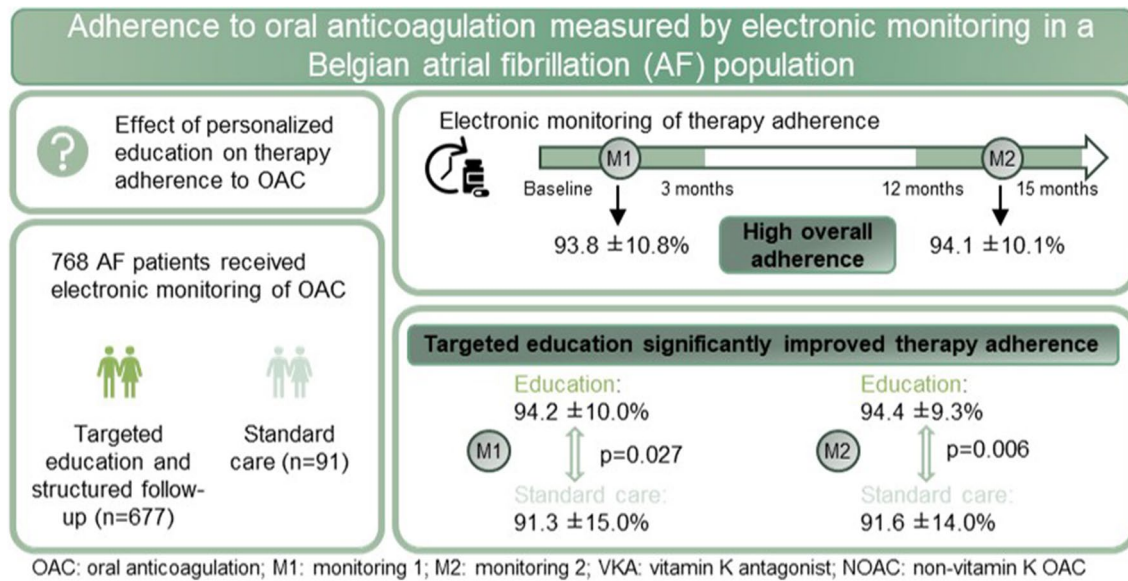 Adherence to oral anticoagulation measured by electronic monitoring in a
Belgian atrial fibrillation (AF) population
?
Effect of personalized
education on therapy
adherence to OAC
768 AF patients received
electronic monitoring of OAC
Targeted
education and
structured follow-
up (n=677)
Standard
care (n=91)
Electronic monitoring of therapy adherence
M1
M2
Baseline
3 months
12 months
15 months
93.8 ±10.8%
High overall
adherence
94.1 ±10.1%
Targeted education significantly improved therapy adherence
Education:
94.2 ±10.0%
M1
p=0.027
Standard care:
91.3 ±15.0%
Education:
94.4 ±9.3%
M2
p=0.006
Standard care:
91.6 ±14.0%
OAC: oral anticoagulation; M1: monitoring 1; M2: monitoring 2; VKA: vitamin K antagonist; NOAC: non-vitamin K OAC